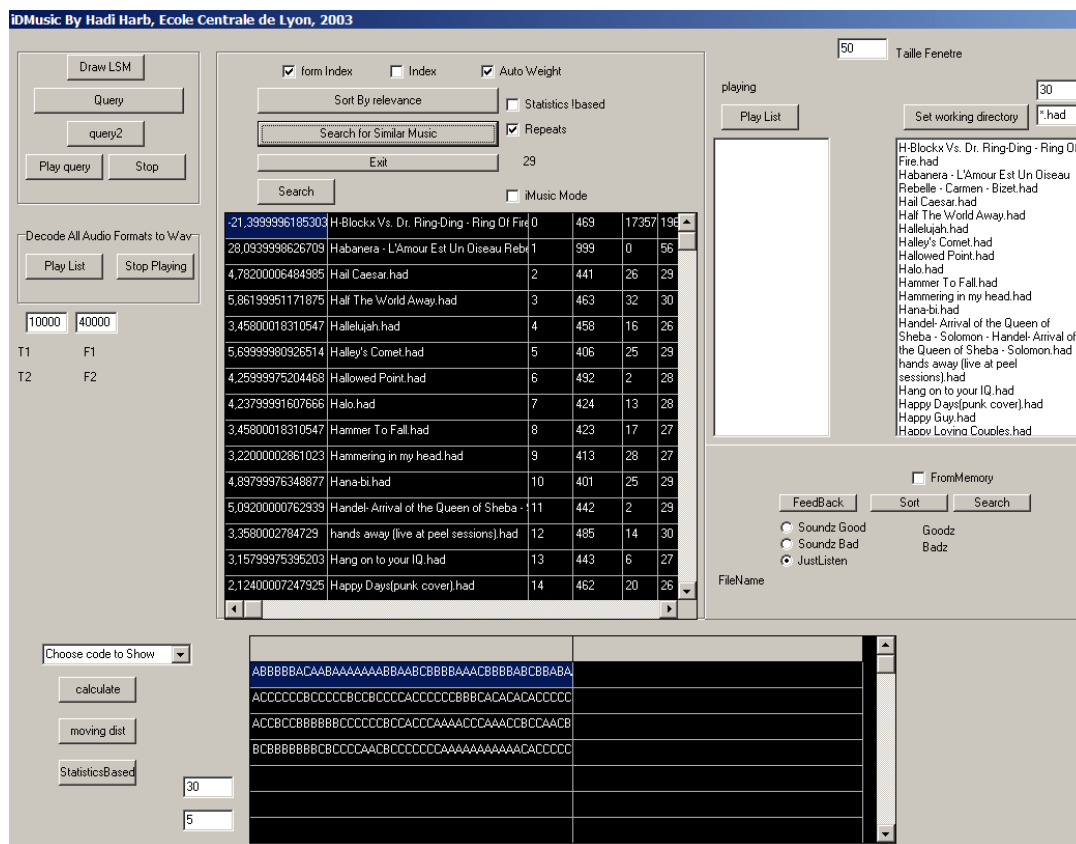 iDMusic By Hadi Harb, Ecole Centrale de Lyon, 2003
Draw LSM
Query
query2
Play query
Stop
Decode All Audio Formats to Wav
Play List
Stop Playing
10000
40000
T1
F1
T2
F2
form Index
Index
Auto Weight
Sort By relevance
Statistics !based
Search for Similar Music
Repeats
Exit
29
Search
iMusic Mode
-21,3999996185303 H-Blockx Vs. Dr. Ring-Ding - Ring Of Fire 0 469 17357 198
28,0939998626709 Habanera - L'Amour Est Un Oiseau Rebe 1 999 0 56
4,78200006484985 Hail Caesar.had 2 441 26 29
5,86199951171875 Half The World Away.had 3 463 32 30
3,45800018310547 Hallelujah.had 4 458 16 26
5,69999980926514 Halley's Comet.had 5 406 25 29
4,25999975204468 Hallowed Point.had 6 492 2 28
4,23799991607666 Halo.had 7 424 13 28
3,45800018310547 Hammer To Fall.had 8 423 17 27
3,22000002861023 Hammering in my head.had 9 413 28 27
4,89799976348877 Hana-bi.had 10 401 25 29
5,09200000762939 Handel- Arrival of the Queen of Sheba - 11 442 2 29
3,3580002784729 hands away (live at peel sessions).had 12 485 14 30
3,15799975395203 Hang on to your IQ.had 13 443 6 27
2,12400007247925 Happy Days(punk cover).had 14 462 20 26
50
Taille Fenetre
playing
30
Play List
Set working directory
*.had
H-Blockx Vs. Dr. Ring-Ding - Ring Of
Fire.had
Habanera - L'Amour Est Un Oiseau
Rebelle - Carmen - Bizet.had
Hail Caesar.had
Half The World Away.had
Hallelujah.had
Halley's Comet.had
Hallowed Point.had
Halo.had
Hammer To Fall.had
Hammering in my head.had
Hana-bi.had
Handel- Arrival of the Queen of
Sheba - Solomon - Handel- Arrival of
the Queen of Sheba - Solomon.had
hands away (live at peel
sessions).had
Hang on to your IQ.had
Happy Days(punk cover).had
Happy Guy.had
Happy Loving Couples.had
FromMemory
FeedBack
Sort
Search
Soundz Good
Goodz
Soundz Bad
Badz
JustListen
FileName
Choose code to Show
calculate
moving dist
StatisticsBased
30
5
ABBBBBACAABAAAAAAABBAABCBBBBAAACBBBBABCBBABA
ACCCCCCBCCCCCBCCBCCCCACCCCCCBBBCACACACACCCCC
ACCBCCBBBBBBCCCCCCBCCACCCAAAACCCAAACCBCCAACB
BCBBBBBBBCBCCCCAACBCCCCCCCAAAAAAAAAAACACCCCC